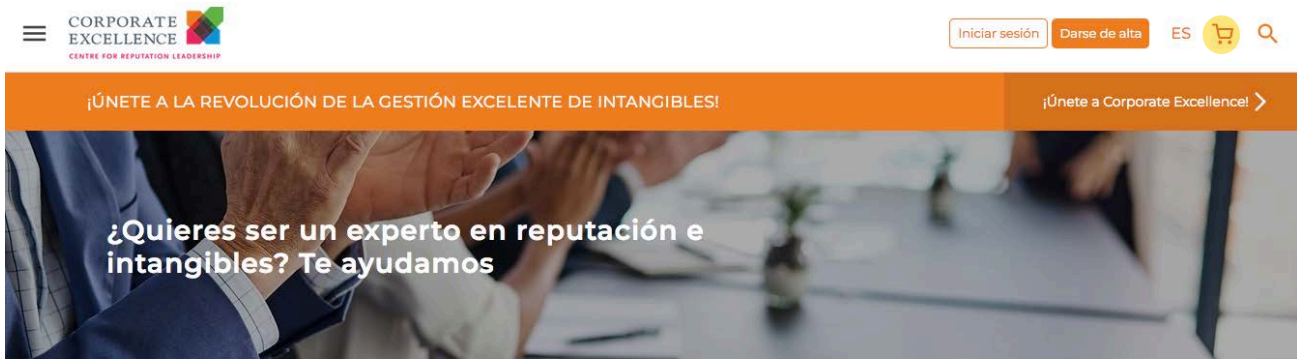 CORPORATE
EXCELLENCE
CENTRE FOR REPUTATION LEADERSHIP
Iniciar sesión
Darse de alta
ES
¡ÚNETE A LA REVOLUCIÓN DE LA GESTIÓN EXCELENTE DE INTANGIBLES!
¡Únete a Corporate Excellence!
¿Quieres ser un experto en reputación e
intangibles? Te ayudamos